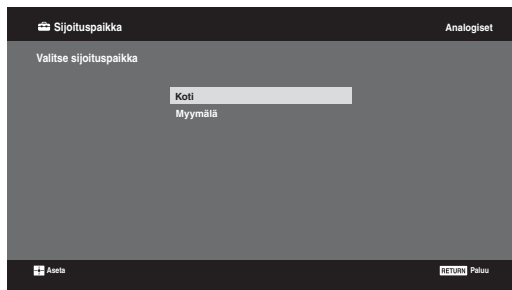 Sijoituspaikka
Analogiset
Valitse sijoituspaikka
Koti
Myymälä
Aseta
RETURN Paluu